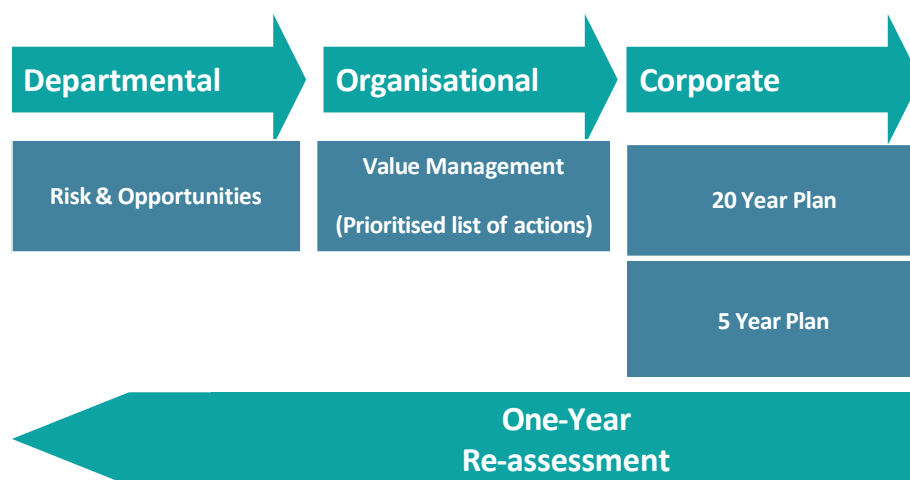 Departmental
Organisational
Corporate
Risk & Opportunities
Value Management
(Prioritised list of actions)
20 Year Plan
5 Year Plan
One-Year
Re-assessment